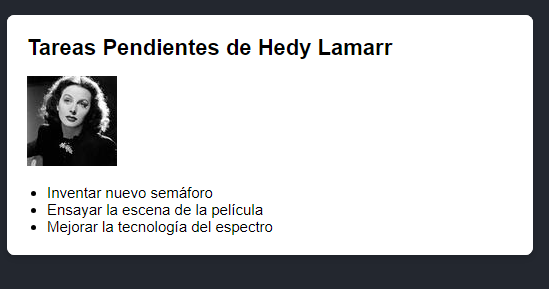 Tareas Pendientes de Hedy Lamarr
Inventar nuevo semáforo
Ensayar la escena de la película
Mejorar la tecnología del espectro